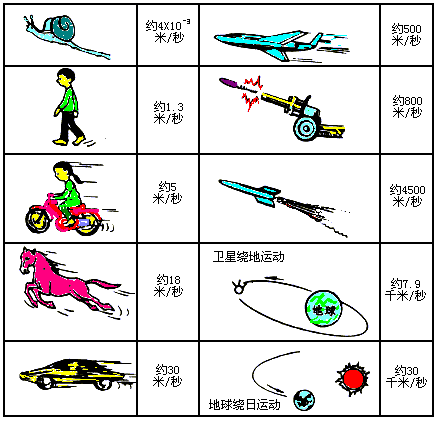 约4X10⁻³
米/秒
约500
米/秒
约1.3
米/秒
约800
米/秒
约5
米/秒
约4500
米/秒
约18
米/秒
卫星绕地运动
地球
约7.9
千米/秒
约30
米/秒
地球绕日运动
约30
千米/秒